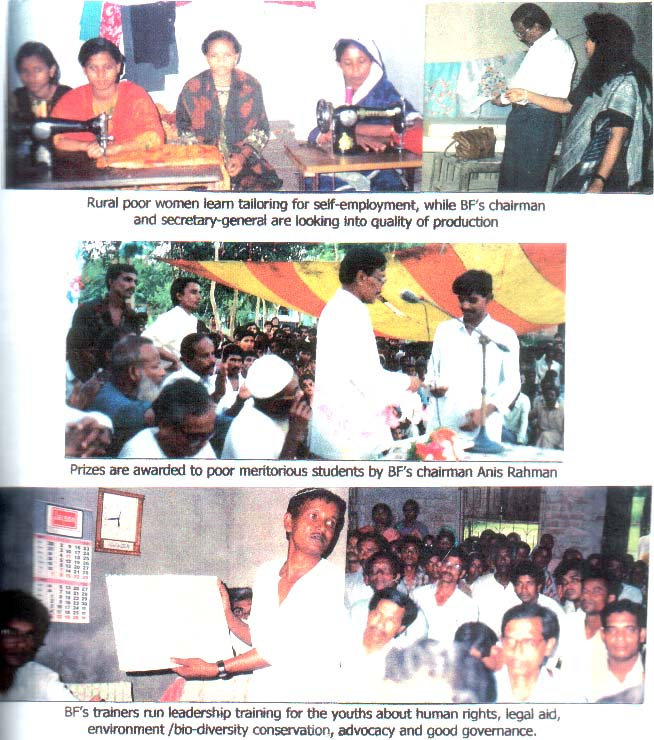 Rural poor women learn tailoring for self-employment, while BF's chairman
and secretary-general are looking into quality of production
Prizes are awarded to poor meritorious students by BF's chairman Anis Rahman
BF's trainers run leadership training for the youths about human rights, legal aid,
environment /bio-diversity conservation, advocacy and good governance.